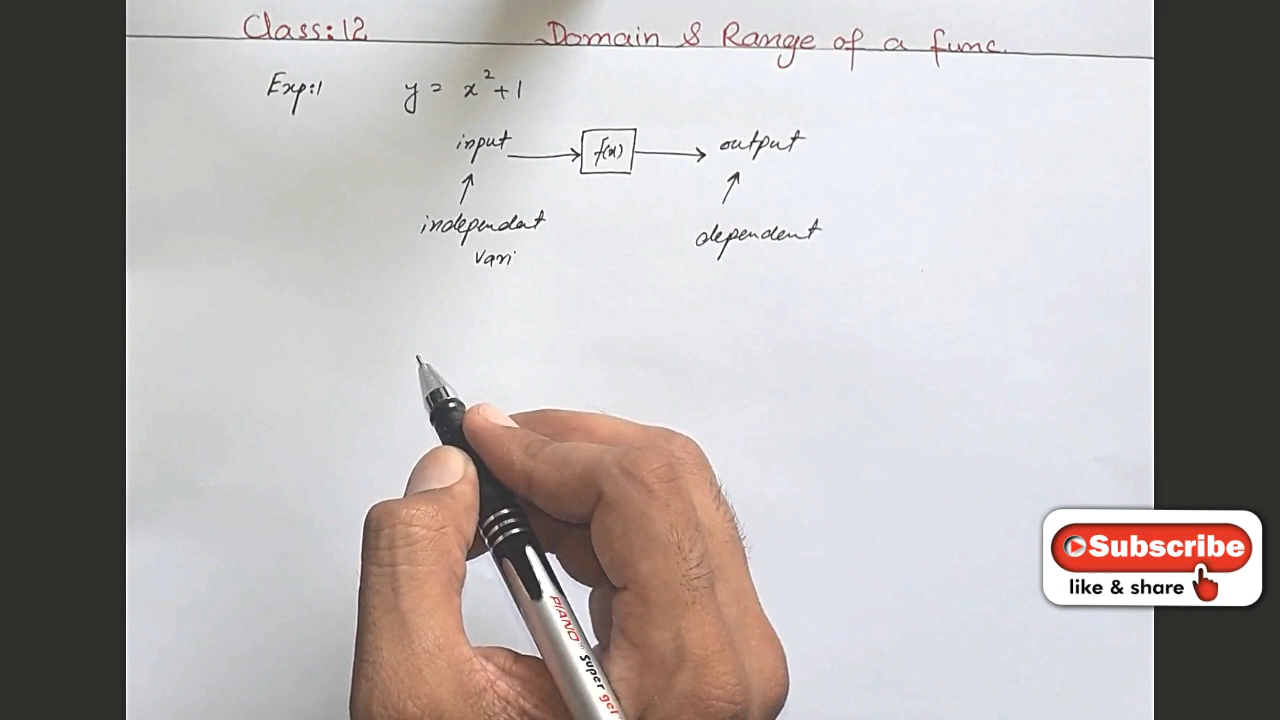 Class:12 Domain & Range of a func.
Exp:1 y = x²+1
input f(x) output
independat dependent
vari
Subscribe
like & share
PIANO Super gel